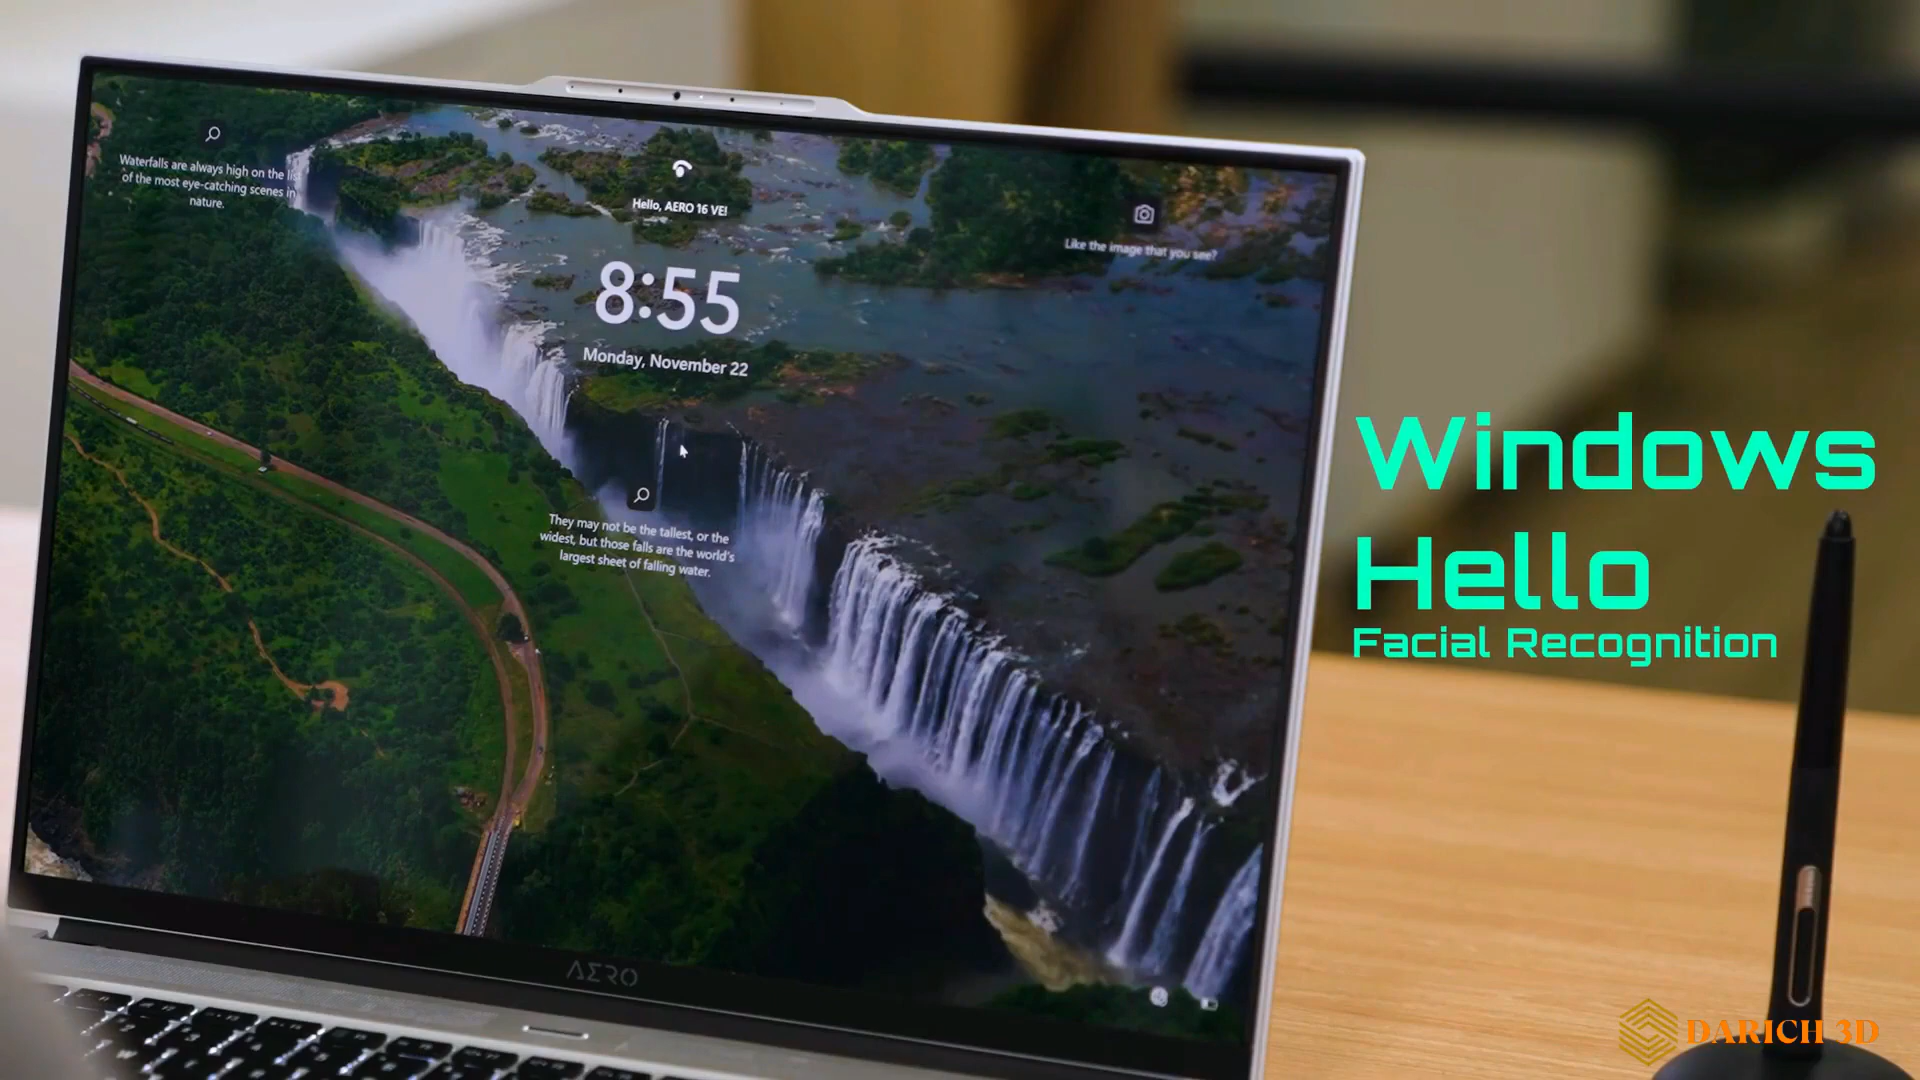 Waterfalls are always high on the lis
of the most eye-catching scenes in
nature.
Hello, AERO 16 VE!
8:55
Monday, November 22
Like the image that you see?
They may not be the tallest, or the
widest, but those falls are the world's
largest sheet of falling water.
AERO
Windows
Hello
Facial Recognition
DARICH 3D